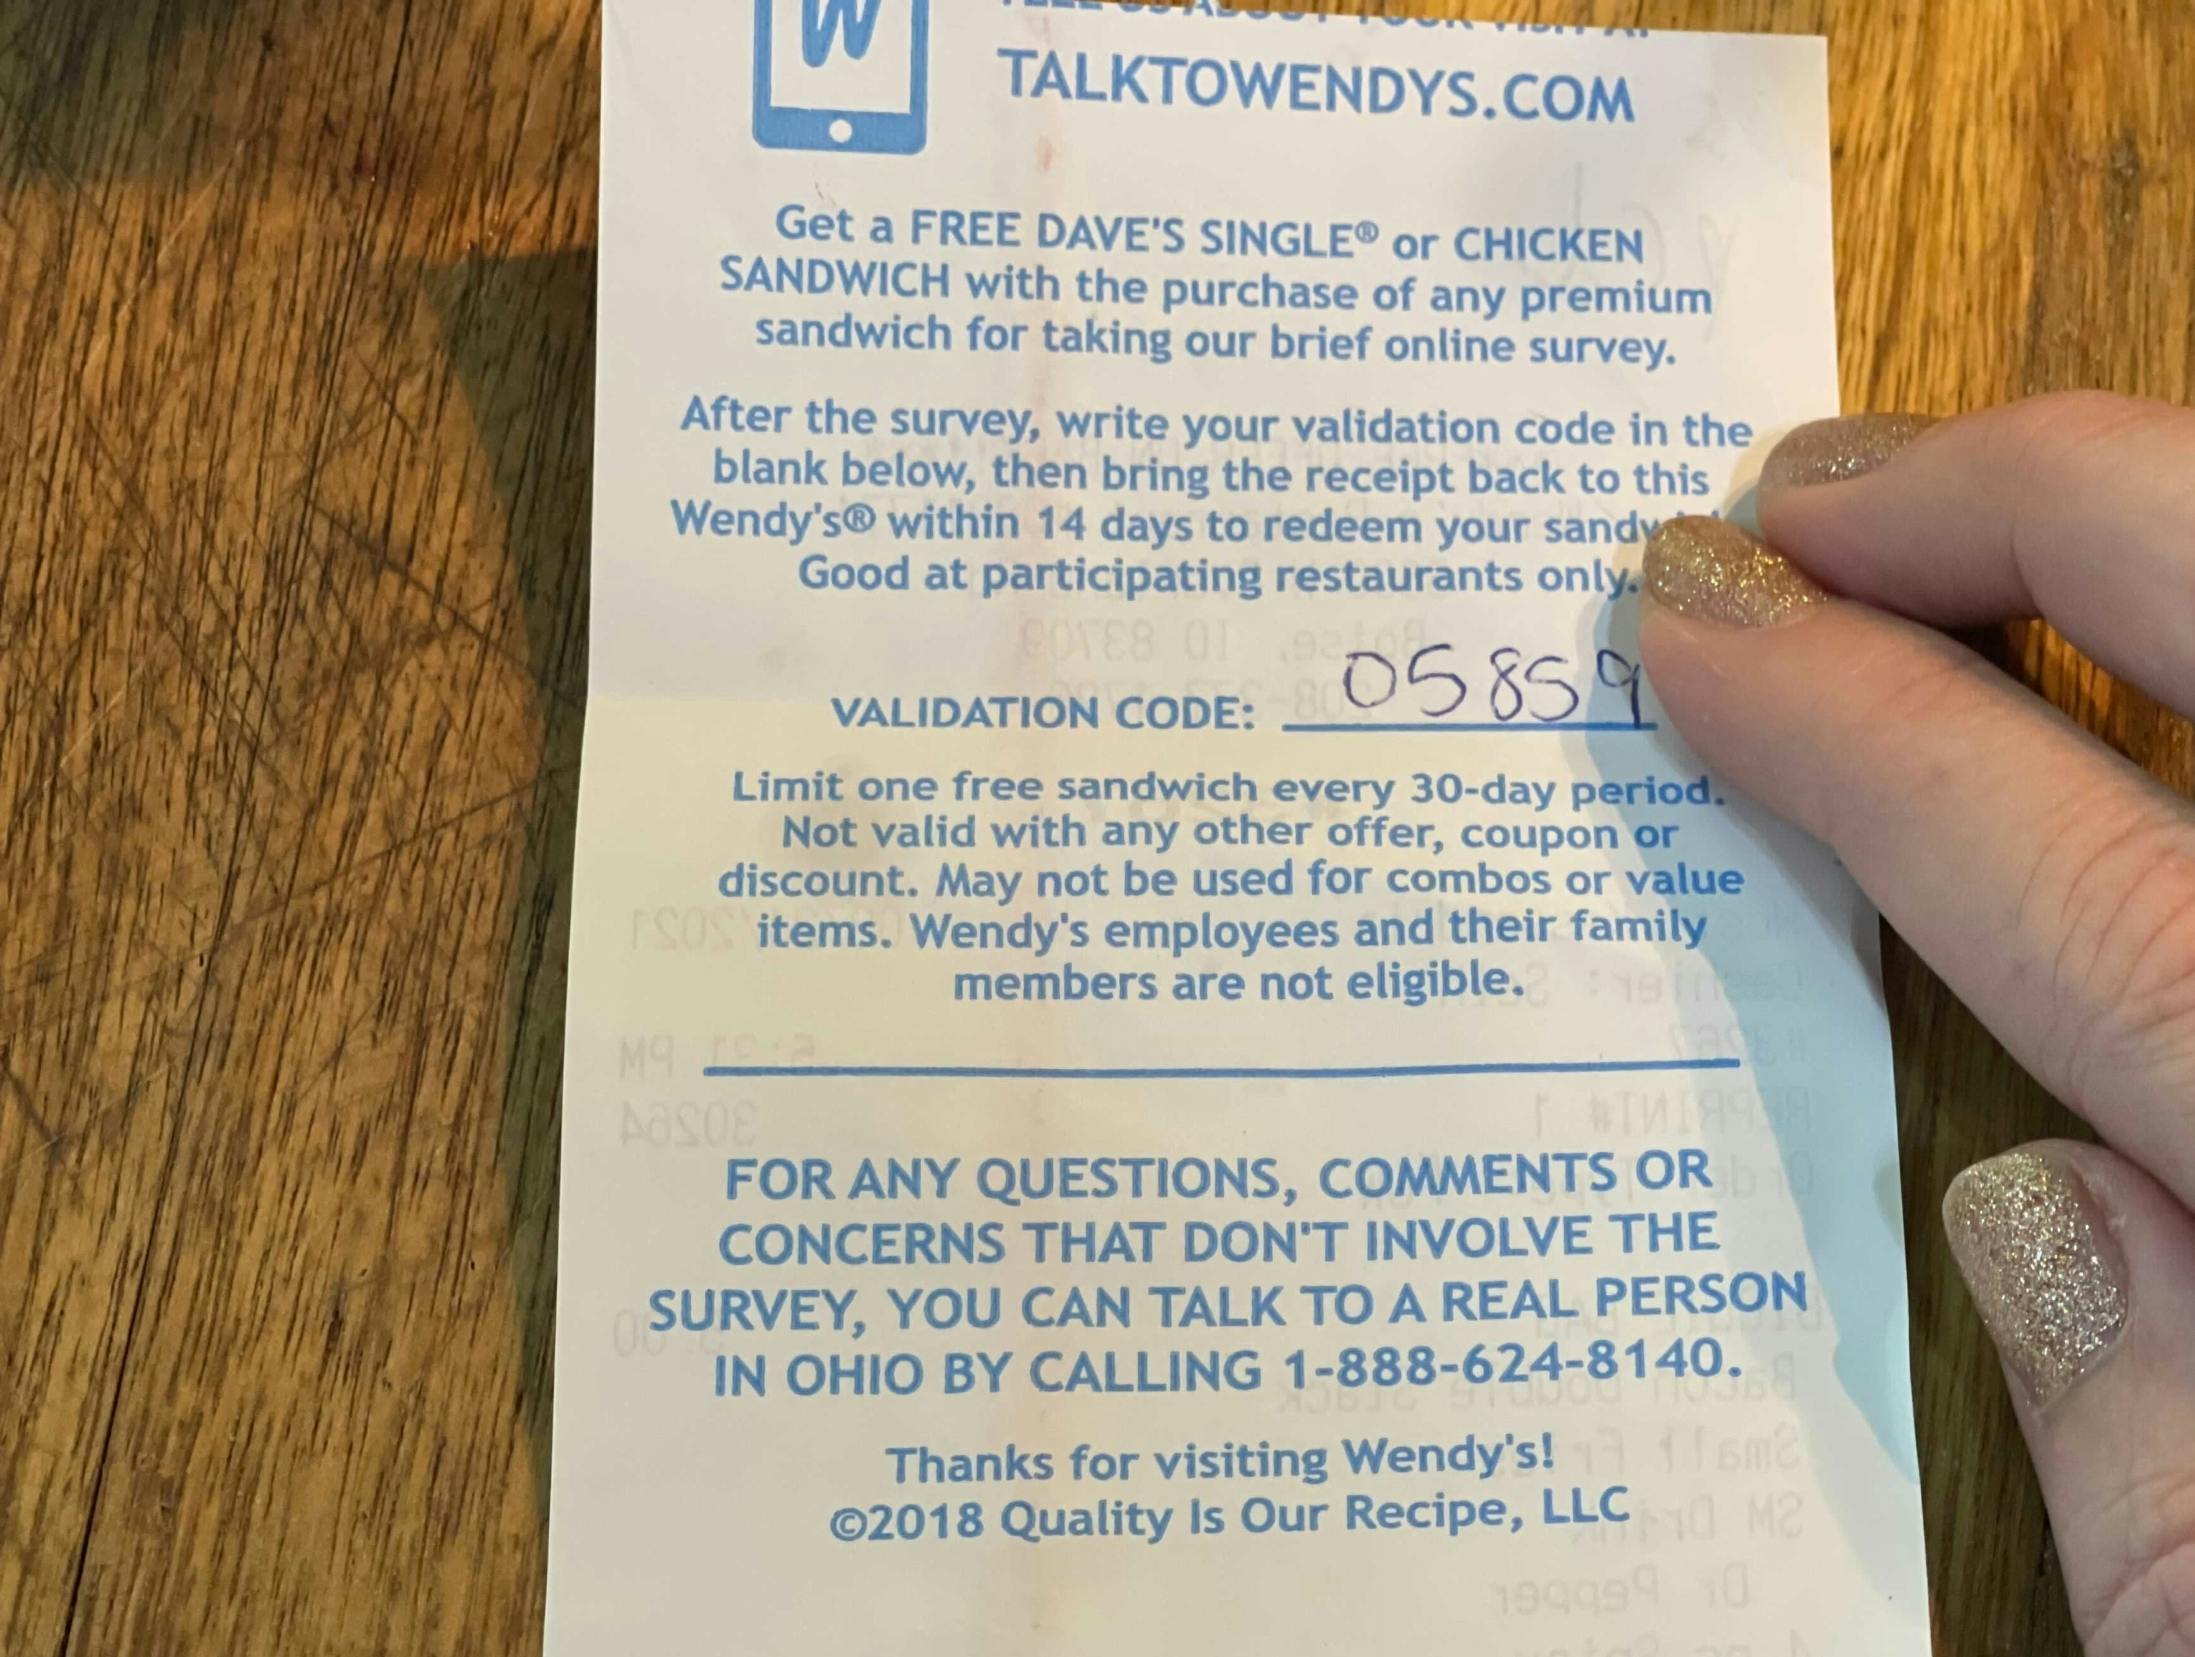 W
TELL US ABOUT YOUR VISIT AT
TALKTOWENDYS.COM
Get a FREE DAVE'S SINGLE® or CHICKEN
SANDWICH with the purchase of any premium
sandwich for taking our brief online survey.
After the survey, write your validation code in the
blank below, then bring the receipt back to this
Wendy's® within 14 days to redeem your
Good at participating restaurants only.
VALIDATION CODE: 05859
Limit one free sandwich every 30-day period.
Not valid with any other offer, coupon or
discount. May not be used for combos or value
items. Wendy's employees and their family
members are not eligible.
FOR ANY QUESTIONS, COMMENTS OR
CONCERNS THAT DON'T INVOLVE THE
SURVEY, YOU CAN TALK TO A REAL PERSON
IN OHIO BY CALLING 1-888-624-8140.
Thanks for visiting Wendy's!
©2018 Quality Is Our Recipe, LLC